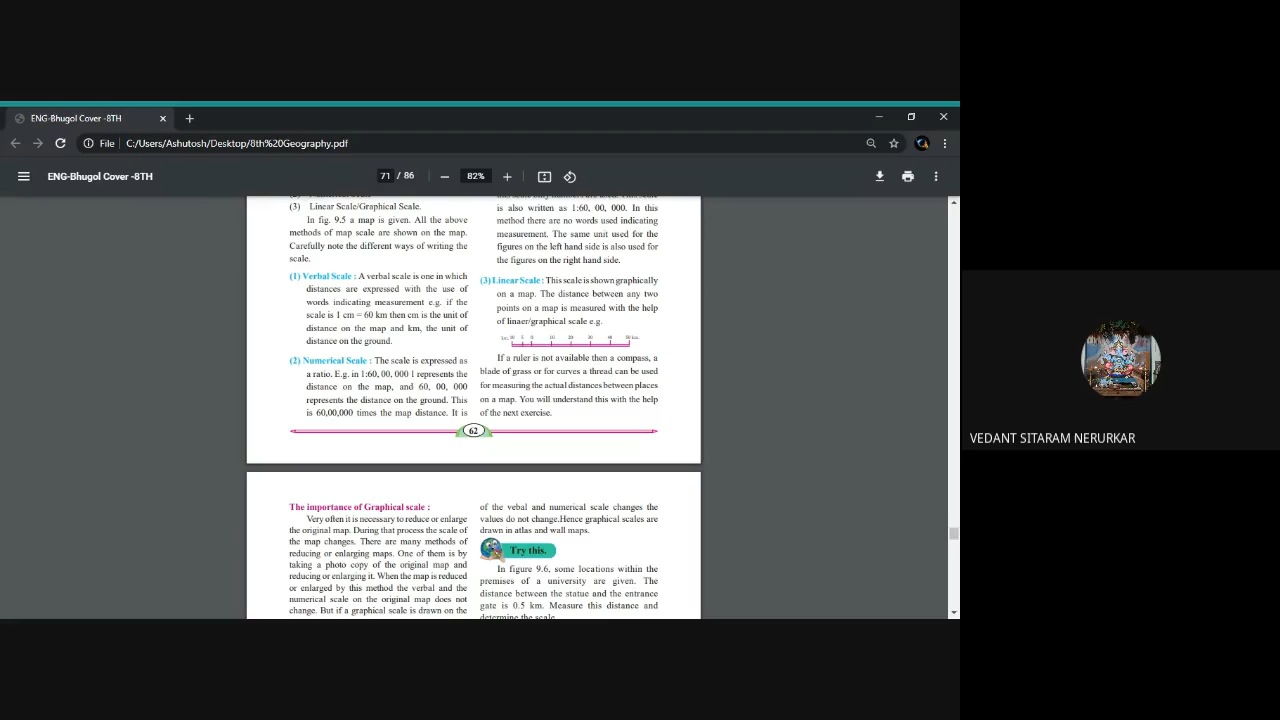 ENG-Bhugol Cover -8TH
File
C:/Users/Ashutosh/Desktop/8th%20Geography.pdf
ENG-Bhugol Cover -8TH
71 / 86
82%
(3) Linear Scale/Graphical Scale.
In fig. 9.5 a map is given. All the above
methods of map scale are shown on the map.
Carefully note the different ways of writing the
scale.
(1) Verbal Scale : A verbal scale is one in which
distances are expressed with the use of
words indicating measurement e.g. if the
scale is 1 cm = 60 km then cm is the unit of
distance on the map and km, the unit of
distance on the ground.
(2) Numerical Scale : The scale is expressed as
a ratio. E.g. in 1:60, 00, 000 1 represents the
distance on the map, and 60, 00, 000
represents the distance on the ground. This
is 60,00,000 times the map distance. It is
is also written as 1:60, 00, 000. In this
method there are no words used indicating
measurement. The same unit used for the
figures on the left hand side is also used for
the figures on the right hand side.
(3) Linear Scale : This scale is shown graphically
on a map. The distance between any two
points on a map is measured with the help
of linaer/graphical scale e.g.
10 5 0 10 20 30 40 50
If a ruler is not available then a compass, a
blade of grass or for curves a thread can be used
for measuring the actual distances between places
on a map. You will understand this with the help
of the next exercise.
62
The importance of Graphical scale :
Very often it is necessary to reduce or enlarge
the original map. During that process the scale of
the map changes. There are many methods of
reducing or enlarging maps. One of them is by
taking a photo copy of the original map and
reducing or enlarging it. When the map is reduced
or enlarged by this method the verbal and the
numerical scale on the original map does not
change. But if a graphical scale is drawn on the
of the vebal and numerical scale changes the
values do not change.Hence graphical scales are
drawn in atlas and wall maps.
Try this.
In figure 9.6, some locations within the
premises of a university are given. The
distance between the statue and the entrance
gate is 0.5 km. Measure this distance and
determine the scale.
VEDANT SITARAM NERURKAR